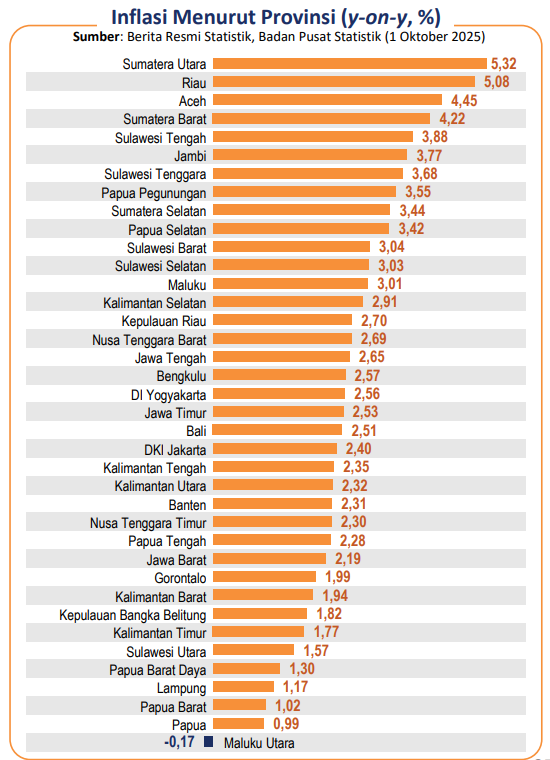 Inflasi Menurut Provinsi (y-on-y, %)
Sumber: Berita Resmi Statistik, Badan Pusat Statistik (1 Oktober 2025)
Sumatera Utara 5,32
Riau 5,08
Aceh 4,45
Sumatera Barat 4,22
Sulawesi Tengah 3,88
Jambi 3,77
Sulawesi Tenggara 3,68
Papua Pegunungan 3,55
Sumatera Selatan 3,44
Papua Selatan 3,42
Sulawesi Barat 3,04
Sulawesi Selatan 3,03
Maluku 3,01
Kalimantan Selatan 2,91
Kepulauan Riau 2,70
Nusa Tenggara Barat 2,69
Jawa Tengah 2,65
Bengkulu 2,57
DI Yogyakarta 2,56
Jawa Timur 2,53
Bali 2,51
DKI Jakarta 2,40
Kalimantan Tengah 2,35
Kalimantan Utara 2,32
Banten 2,31
Nusa Tenggara Timur 2,30
Papua Tengah 2,28
Jawa Barat 2,19
Gorontalo 1,99
Kalimantan Barat 1,94
Kepulauan Bangka Belitung 1,82
Kalimantan Timur 1,77
Sulawesi Utara 1,57
Papua Barat Daya 1,30
Lampung 1,17
Papua Barat 1,02
Papua 0,99
-0,17 Maluku Utara